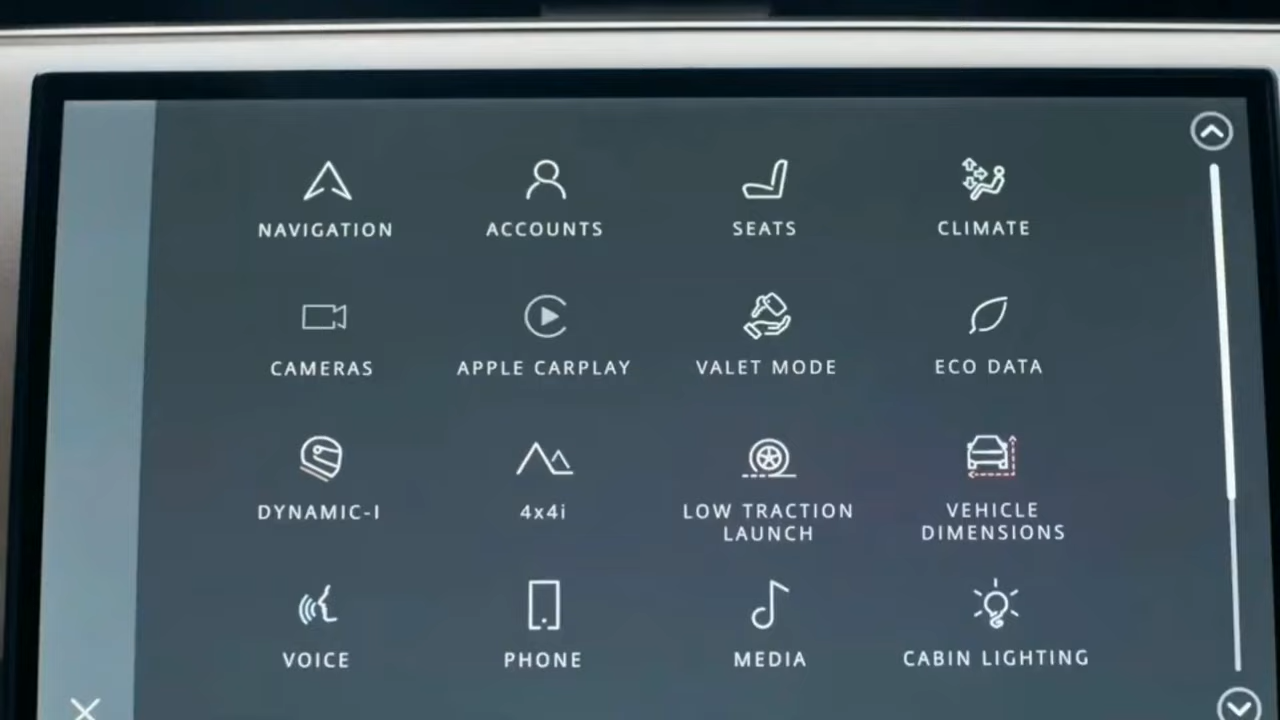 NAVIGATION
ACCOUNTS
SEATS
CLIMATE
CAMERAS
APPLE CARPLAY
VALET MODE
ECO DATA
DYNAMIC-I
4x4i
LOW TRACTION
LAUNCH
VEHICLE
DIMENSIONS
VOICE
PHONE
MEDIA
CABIN LIGHTING